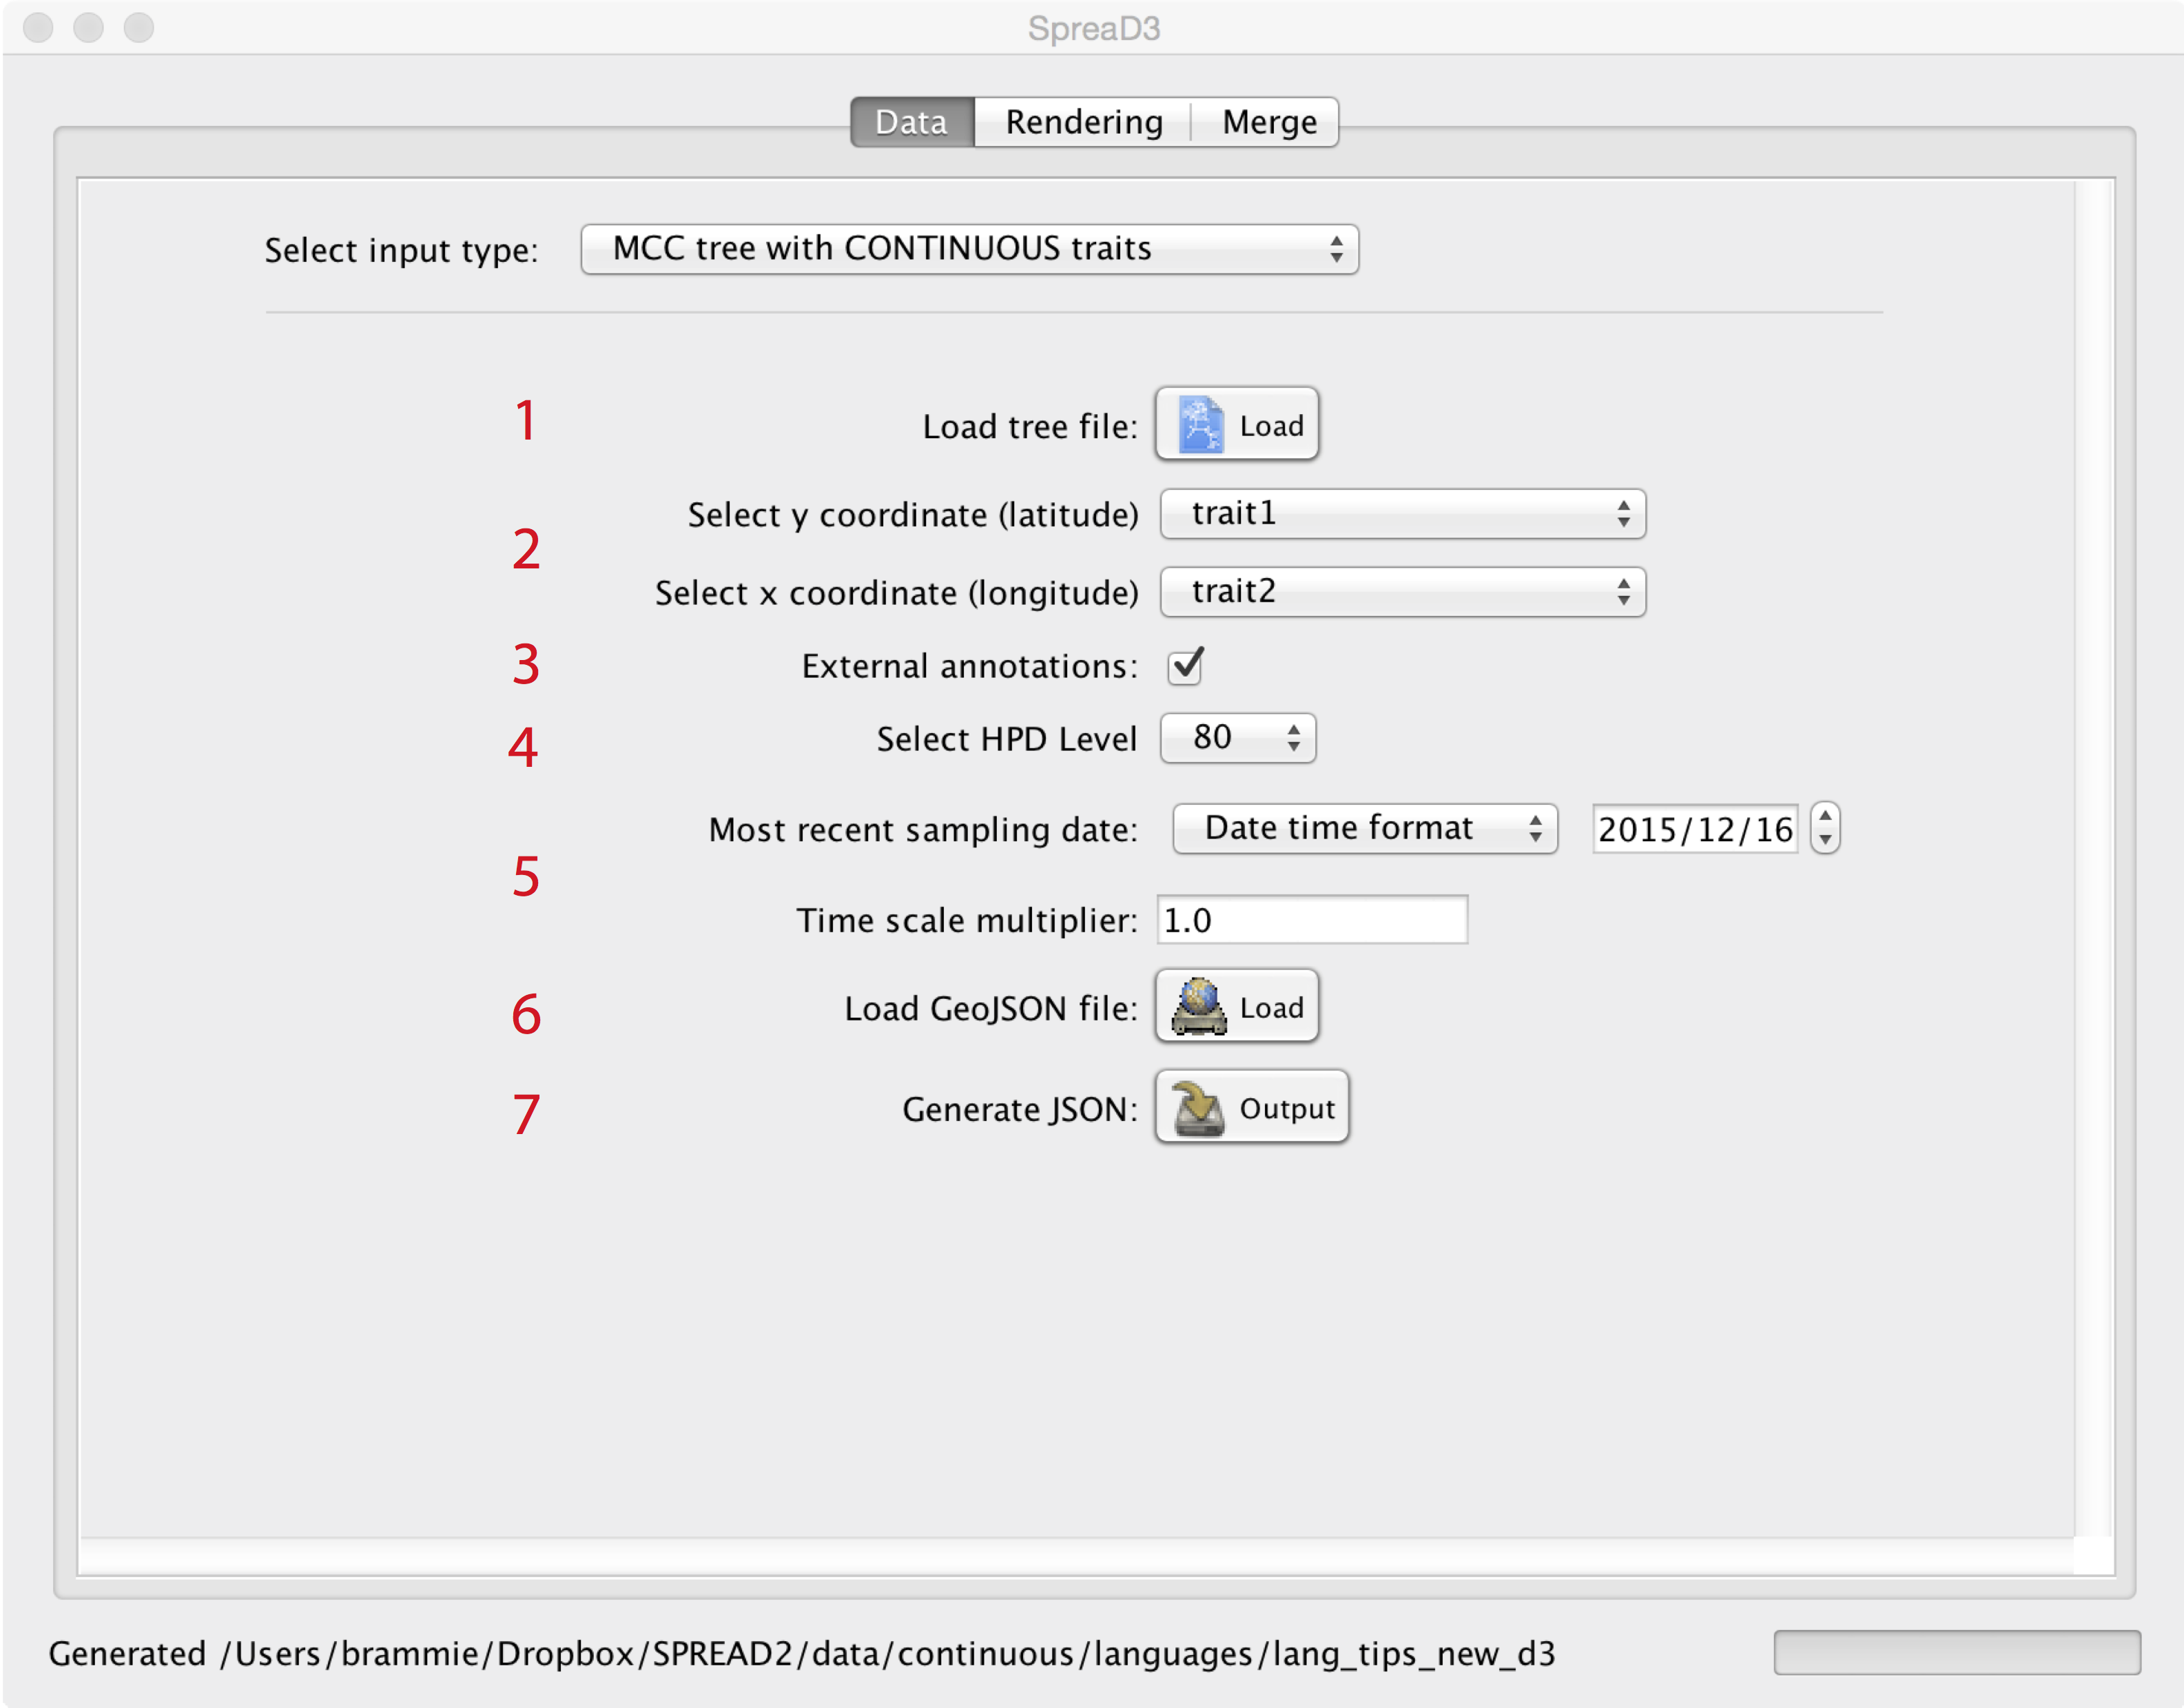 SpreaD3
Data Rendering Merge
Select input type: MCC tree with CONTINUOUS traits
1 Load tree file: Load
Select y coordinate (latitude) trait1
2
Select x coordinate (longitude) trait2
3 External annotations:
4 Select HPD Level 80
Most recent sampling date: Date time format 2015/12/16
5
Time scale multiplier: 1.0
6 Load GeoJSON file: Load
7 Generate JSON: Output
Generated /Users/brammie/Dropbox/SPREAD2/data/continuous/languages/lang_tips_new_d3